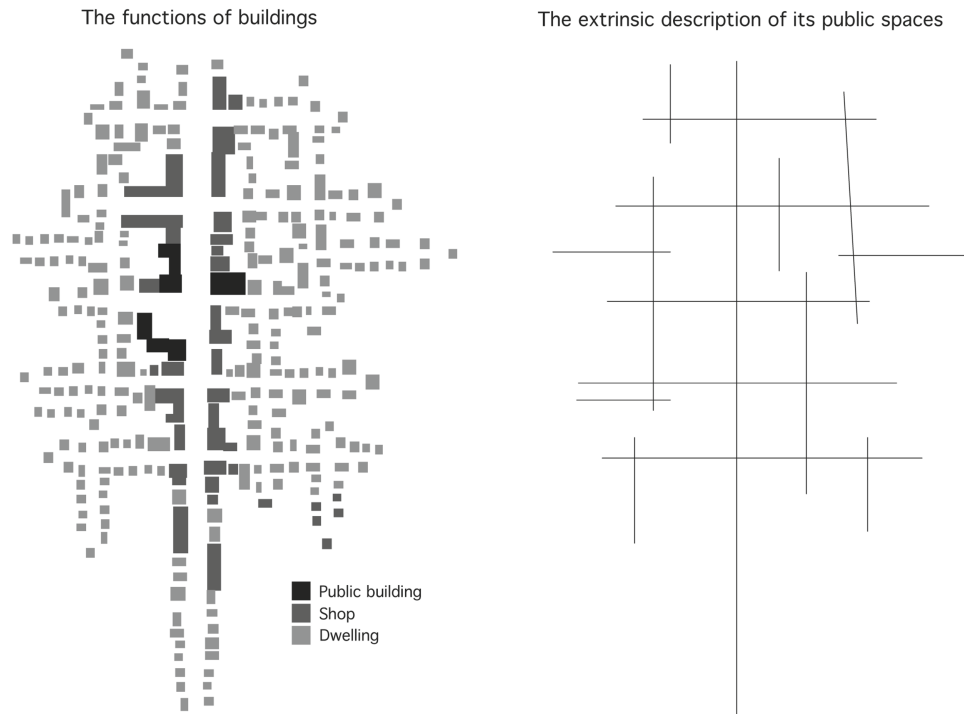 The functions of buildings
The extrinsic description of its public spaces
Public building
Shop
Dwelling